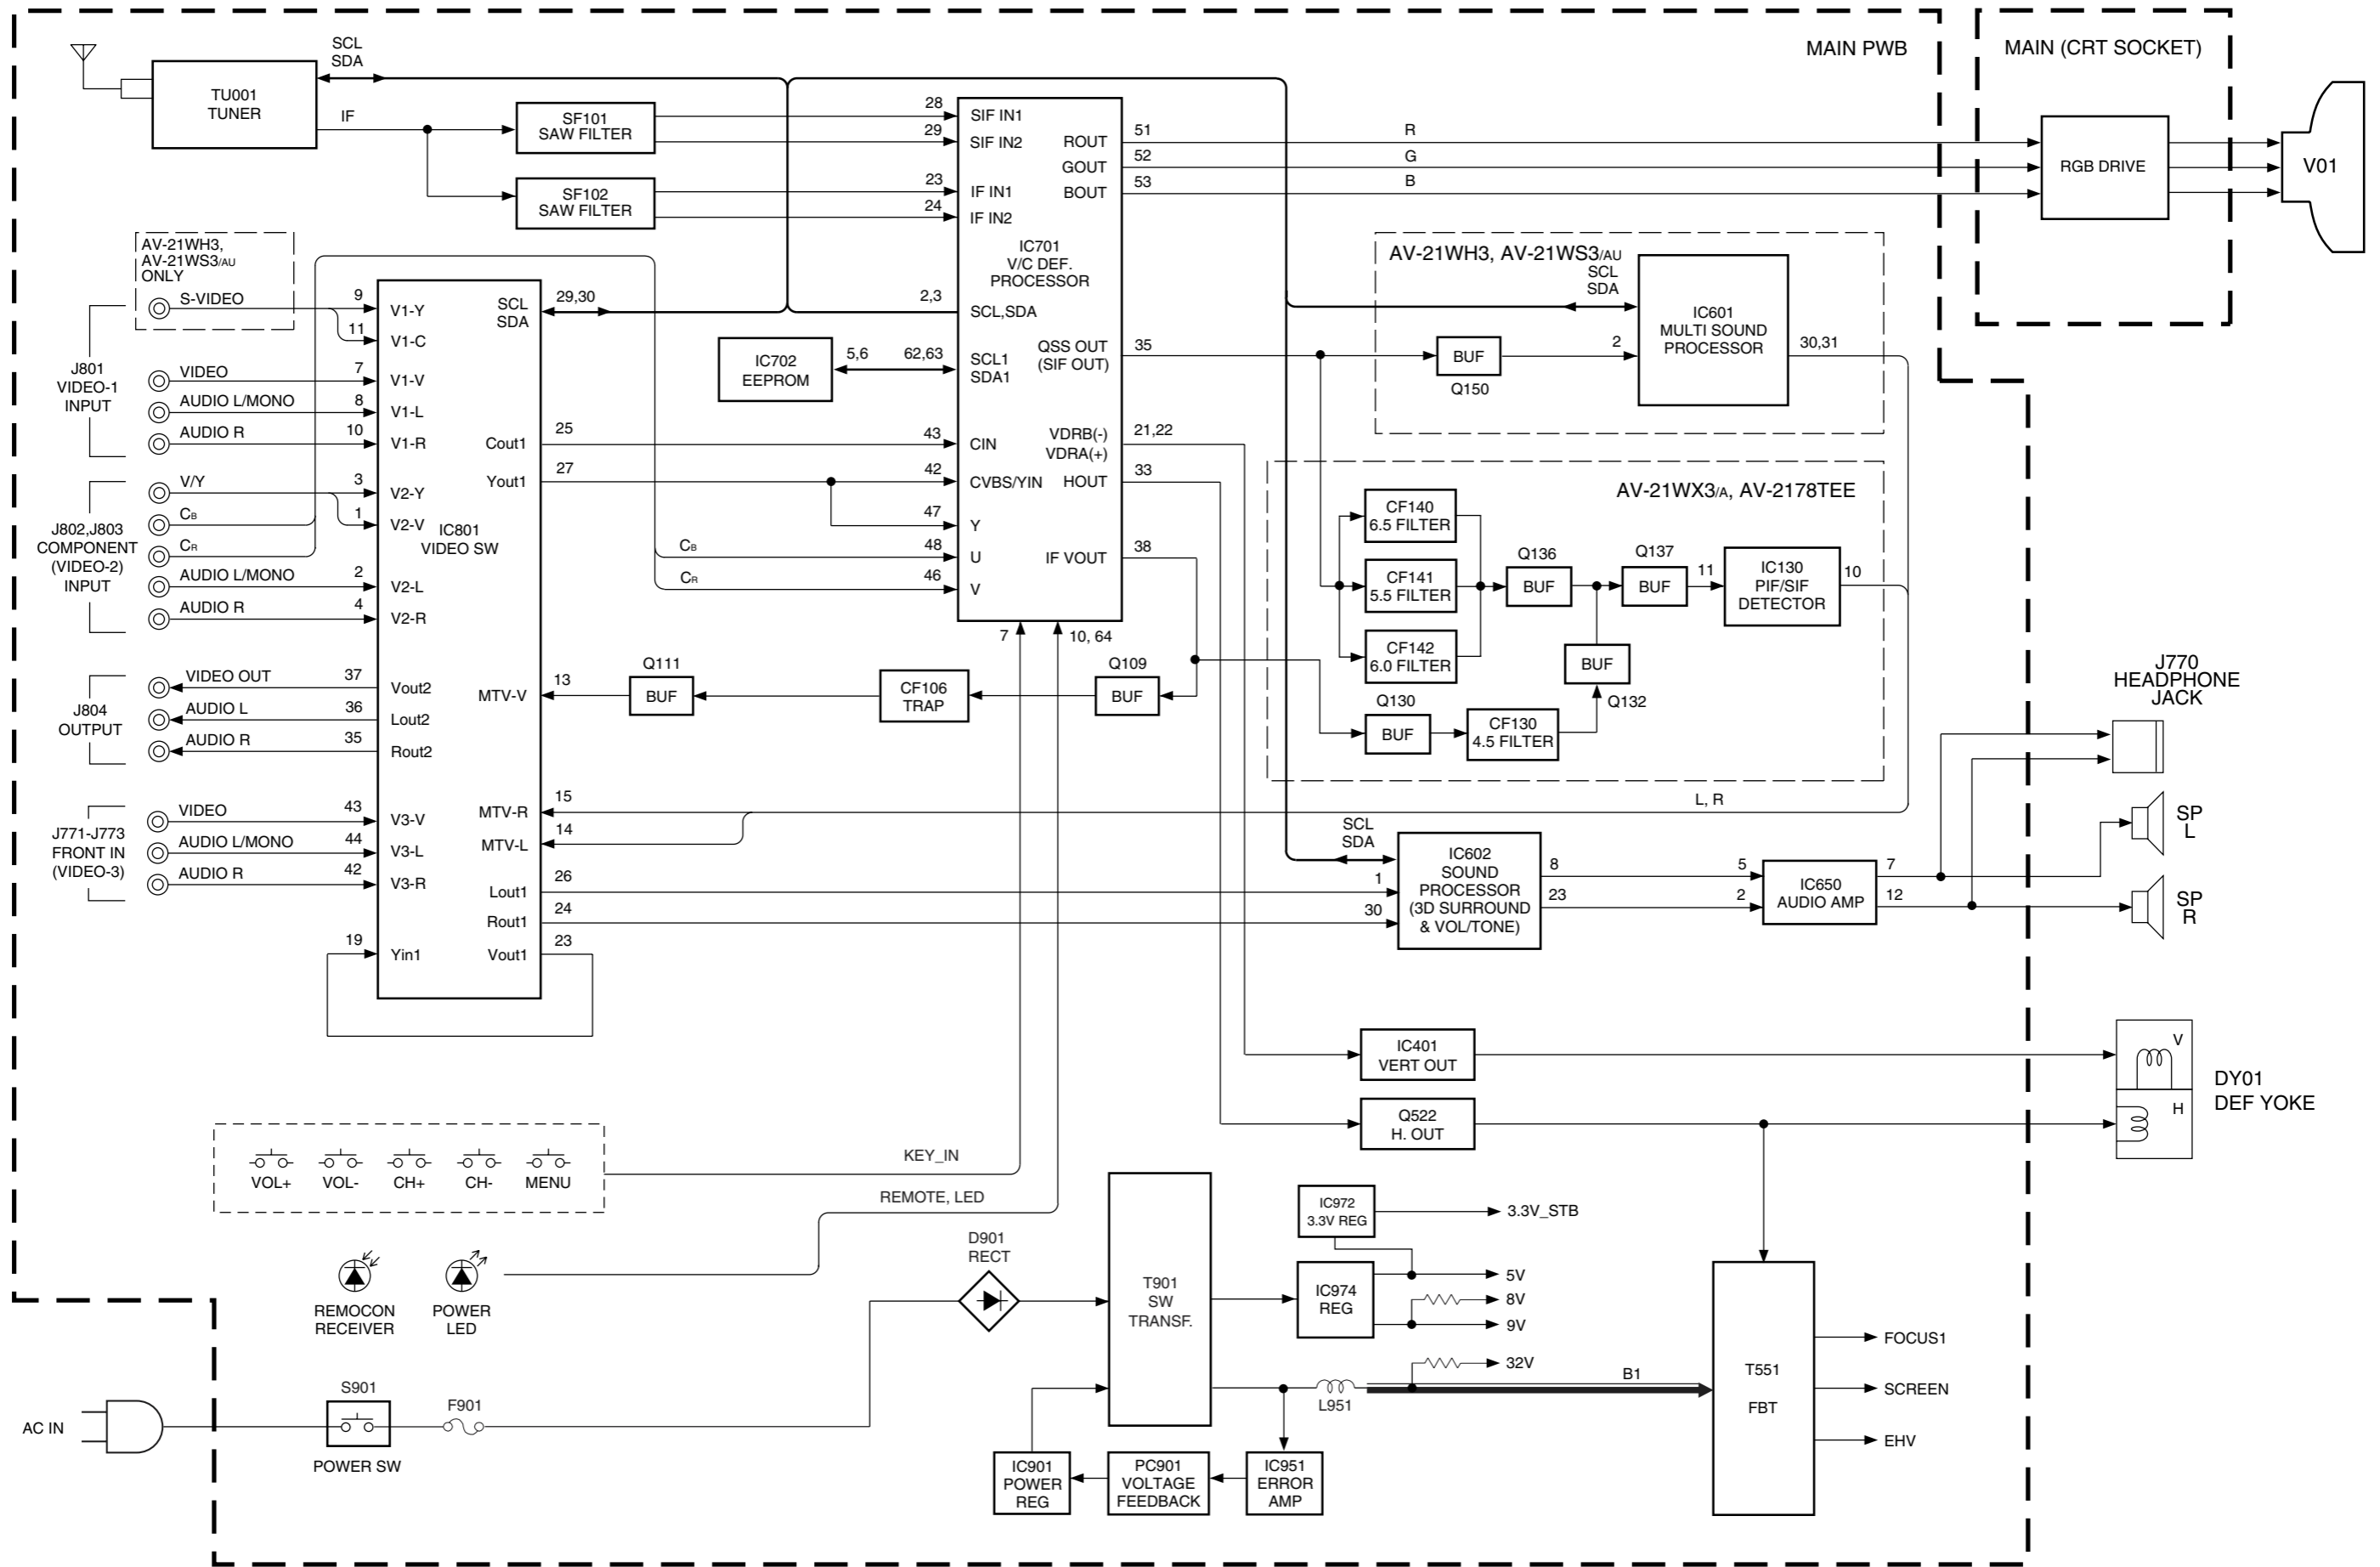 MAIN PWB
MAIN (CRT SOCKET)
SCL
SDA
TU001
TUNER
IF
SF101
SAW FILTER
SF102
SAW FILTER
28
29
23
24
SIF IN1
SIF IN2
IF IN1
IF IN2
IC701
V/C DEF.
PROCESSOR
2,3
SCL,SDA
ROUT
GOUT
BOUT
51
52
53
R
G
B
RGB DRIVE
V01
AV-21WH3,
AV-21WS3/AU
ONLY
S-VIDEO
J801
VIDEO-1
INPUT
VIDEO
AUDIO L/MONO
AUDIO R
9
11
7
8
10
V1-Y
V1-C
V1-V
V1-L
V1-R
SCL
SDA
29,30
IC702
EEPROM
5,6
62,63
SCL1
SDA1
QSS OUT
(SIF OUT)
35
AV-21WH3, AV-21WS3/AU
SCL
SDA
BUF
Q150
2
IC601
MULTI SOUND
PROCESSOR
30,31
Cout1
25
43
CIN
Yout1
27
42
CVBS/YIN
47
Y
CB
48
U
CR
46
V
VDRB(-)
VDRA(+)
21,22
HOUT
33
IF VOUT
38
J802,J803
COMPONENT
(VIDEO-2)
INPUT
V/Y
CB
CR
AUDIO L/MONO
AUDIO R
3
1
2
4
V2-Y
V2-V
V2-L
V2-R
IC801
VIDEO SW
AV-21WX3/A, AV-2178TEE
CF140
6.5 FILTER
CF141
5.5 FILTER
CF142
6.0 FILTER
Q136
BUF
Q137
BUF
11
IC130
PIF/SIF
DETECTOR
10
BUF
Q132
Q130
BUF
CF130
4.5 FILTER
7
10, 64
J804
OUTPUT
VIDEO OUT
AUDIO L
AUDIO R
37
36
35
Vout2
Lout2
Rout2
MTV-V
13
Q111
BUF
CF106
TRAP
Q109
BUF
J770
HEADPHONE
JACK
J771-J773
FRONT IN
(VIDEO-3)
VIDEO
AUDIO L/MONO
AUDIO R
43
44
42
V3-V
V3-L
V3-R
MTV-R
15
MTV-L
14
L, R
SCL
SDA
IC602
SOUND
PROCESSOR
(3D SURROUND
& VOL/TONE)
Lout1
26
1
Rout1
24
30
8
23
5
2
IC650
AUDIO AMP
7
12
SP
L
SP
R
19
Yin1
Vout1
23
IC401
VERT OUT
Q522
H. OUT
V
H
DY01
DEF YOKE
VOL+
VOL-
CH+
CH-
MENU
KEY_IN
REMOTE, LED
REMOCON
RECEIVER
POWER
LED
D901
RECT
T901
SW
TRANSF.
IC972
3.3V REG
3.3V_STB
IC974
REG
5V
8V
9V
32V
B1
L951
T551
FBT
FOCUS1
SCREEN
EHV
AC IN
S901
POWER SW
F901
IC901
POWER
REG
PC901
VOLTAGE
FEEDBACK
IC951
ERROR
AMP